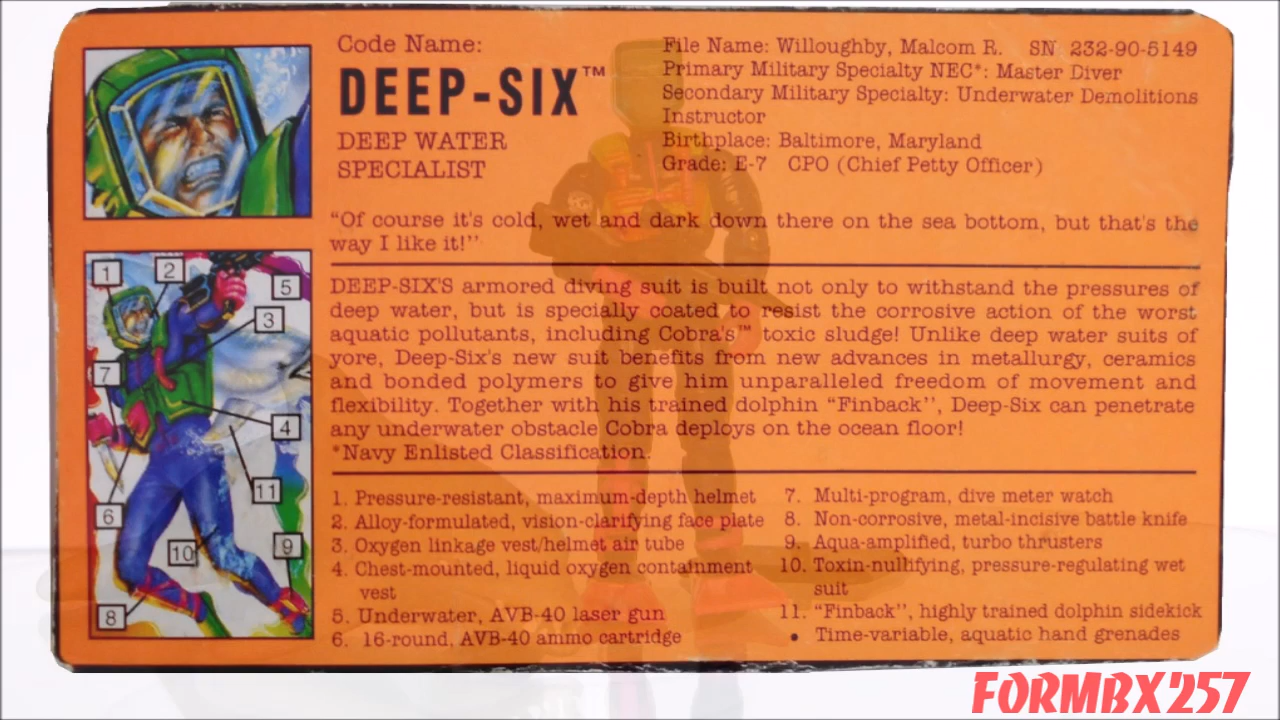 Code Name:
DEEP-SIX™
DEEP WATER
SPECIALIST
File Name: Willoughby, Malcom R. SN 232-90-5149
Primary Military Specialty NEC*: Master Diver
Secondary Military Specialty: Underwater Demolitions
Instructor
Birthplace: Baltimore, Maryland
Grade: E-7 CPO (Chief Petty Officer)
"Of course it's cold, wet and dark down there on the sea bottom, but that's the
way I like it!"
DEEP-SIX'S armored diving suit is built not only to withstand the pressures of
deep water, but is specially coated to resist the corrosive action of the worst
aquatic pollutants, including Cobra's™ toxic sludge! Unlike deep water suits of
yore, Deep-Six's new suit benefits from new advances in metallurgy, ceramics
and bonded polymers to give him unparalleled freedom of movement and
flexibility. Together with his trained dolphin "Finback", Deep-Six can penetrate
any underwater obstacle Cobra deploys on the ocean floor!
*Navy Enlisted Classification.
1
2
5
3
7
4
11
6
10
9
8
1. Pressure-resistant, maximum-depth helmet
2. Alloy-formulated, vision-clarifying face plate
3. Oxygen linkage vest/helmet air tube
4. Chest-mounted, liquid oxygen containment
vest
5. Underwater, AVB-40 laser gun
6. 16-round, AVB-40 ammo cartridge
7. Multi-program, dive meter watch
8. Non-corrosive, metal-incisive battle knife
9. Aqua-amplified, turbo thrusters
10. Toxin-nullifying, pressure-regulating wet
suit
11. "Finback", highly trained dolphin sidekick
• Time-variable, aquatic hand grenades
FORMBX'257